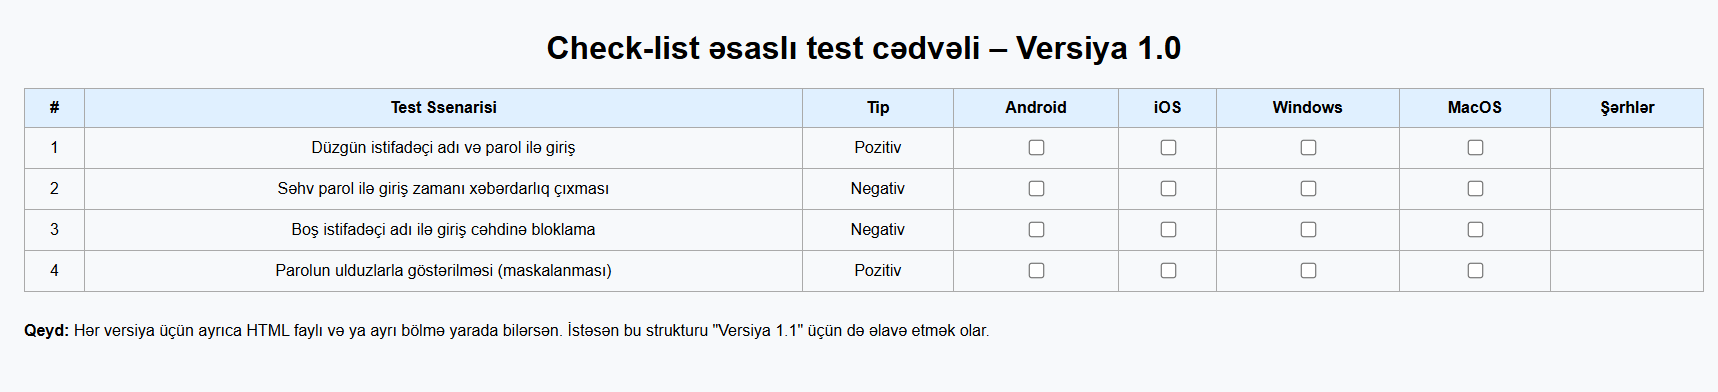 Check-list əsaslı test cədvəli – Versiya 1.0
# Test Ssenarisi Tip Android iOS Windows MacOS Şərhlər
1 Düzgün istifadəçi adı və parol ilə giriş Pozitiv
2 Səhv parol ilə giriş zamanı xəbərdarlıq çıxması Negativ
3 Boş istifadəçi adı ilə giriş cəhdinə bloklama Negativ
4 Parolun ulduzlarla göstərilməsi (maskalanması) Pozitiv
Qeyd: Hər versiya üçün ayrıca HTML faylı və ya ayrı bölmə yarada bilərsən. İstəsən bu strukturu "Versiya 1.1" üçün də əlavə etmək olar.